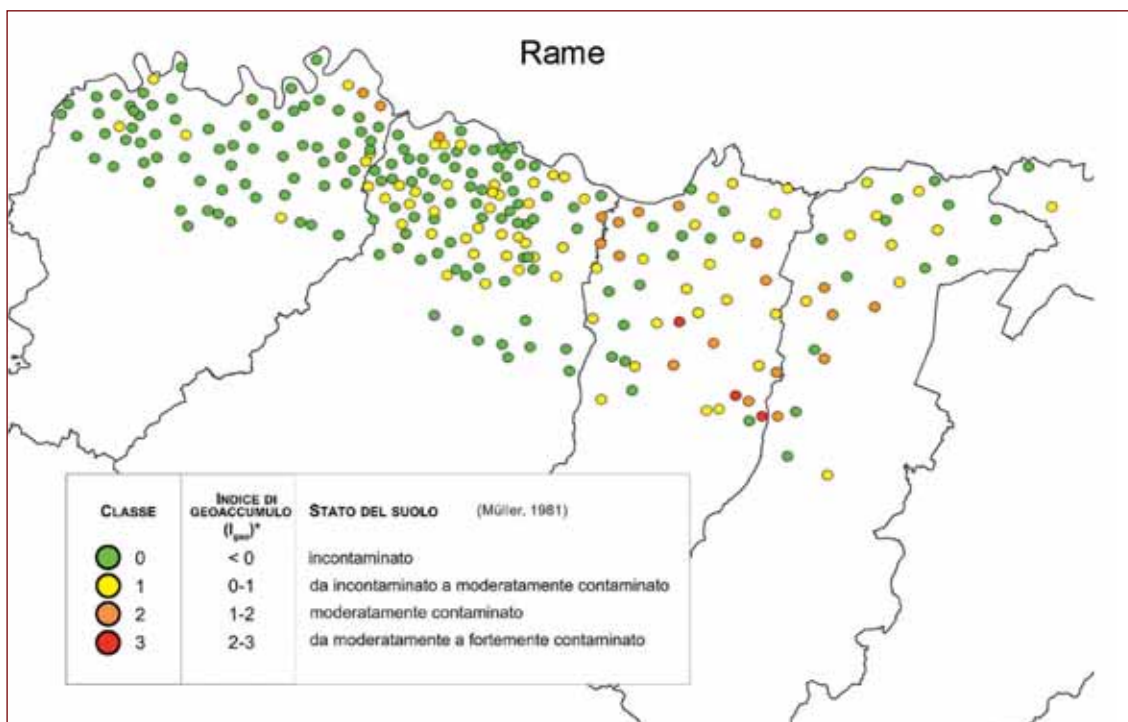 Rame
CLASSE
INDICE DI GEOACCUMULO (Igeo)*
STATO DEL SUOLO (Müller, 1981)
0 < 0 incontaminato
1 0-1 da incontaminato a moderatamente contaminato
2 1-2 moderatamente contaminato
3 2-3 da moderatamente a fortemente contaminato